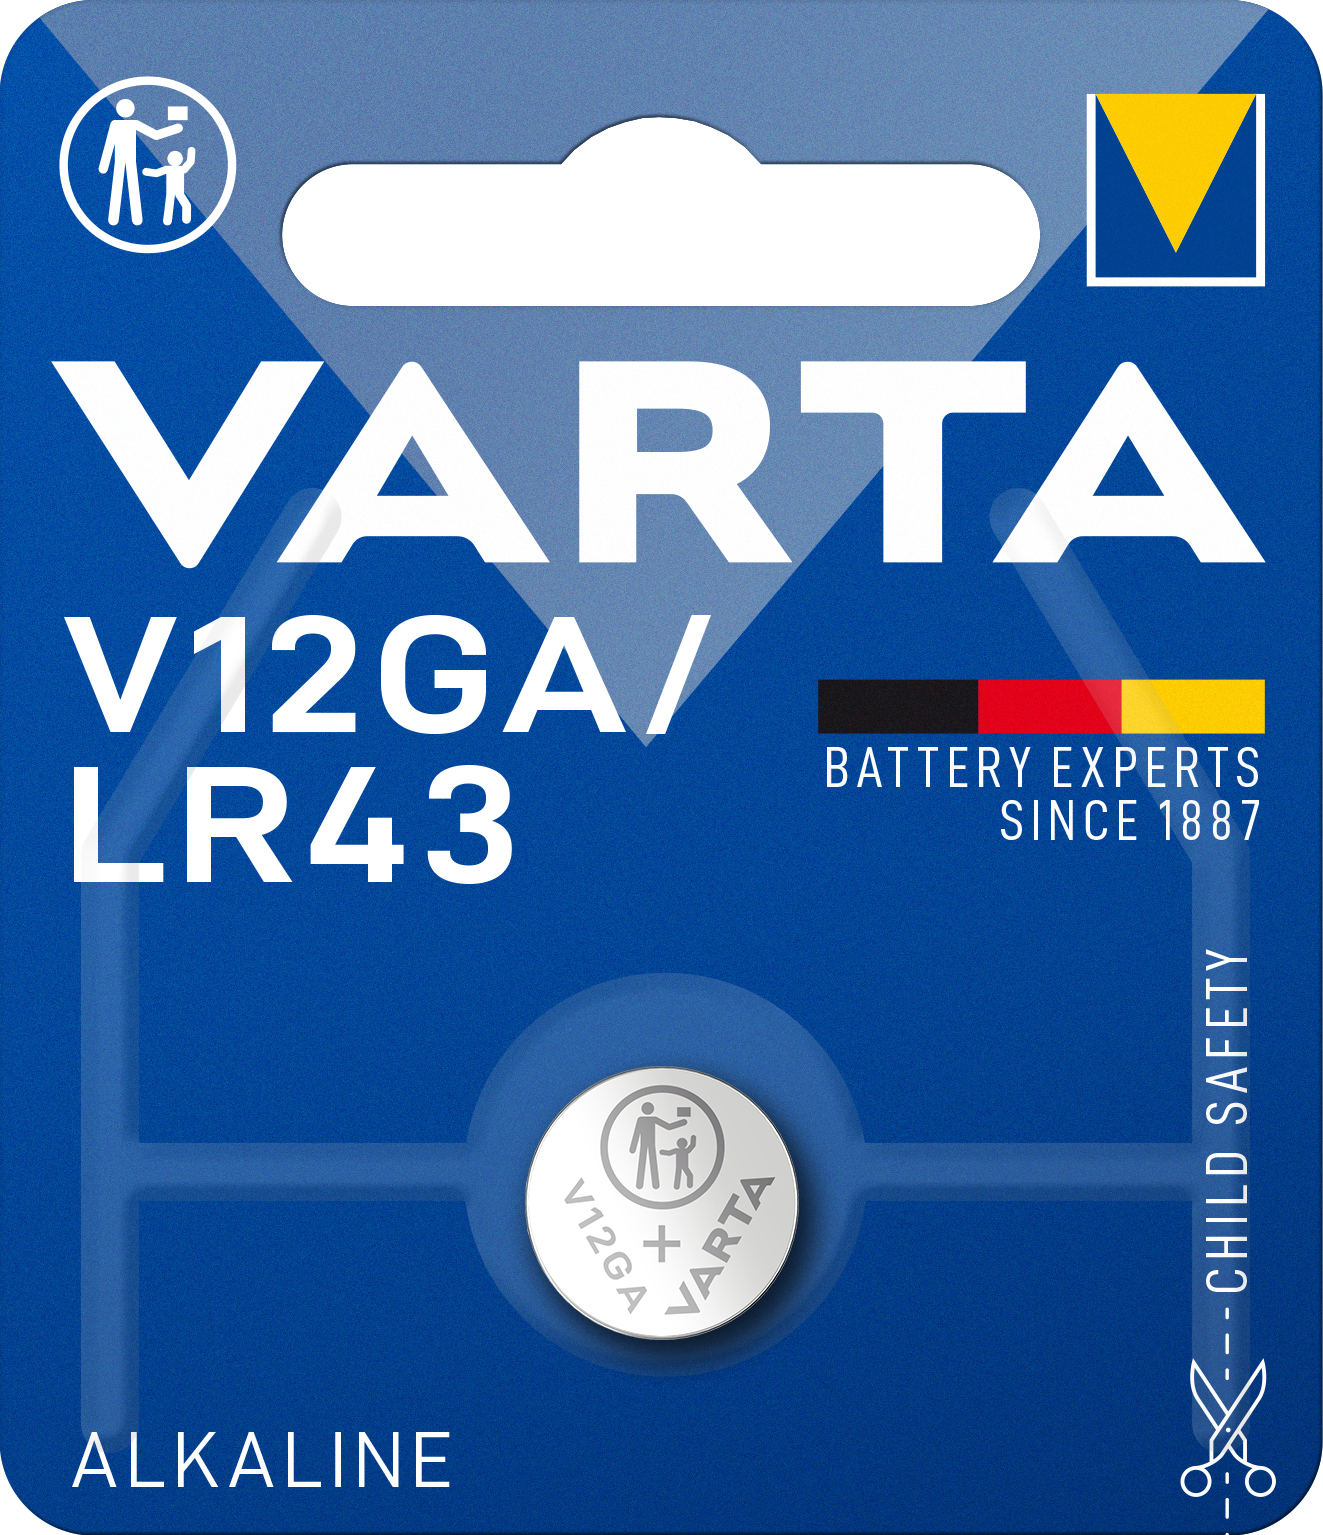 VARTA
V12GA/
LR43
BATTERY EXPERTS
SINCE 1887
CHILD SAFETY
V12GA
+
VARTA
ALKALINE